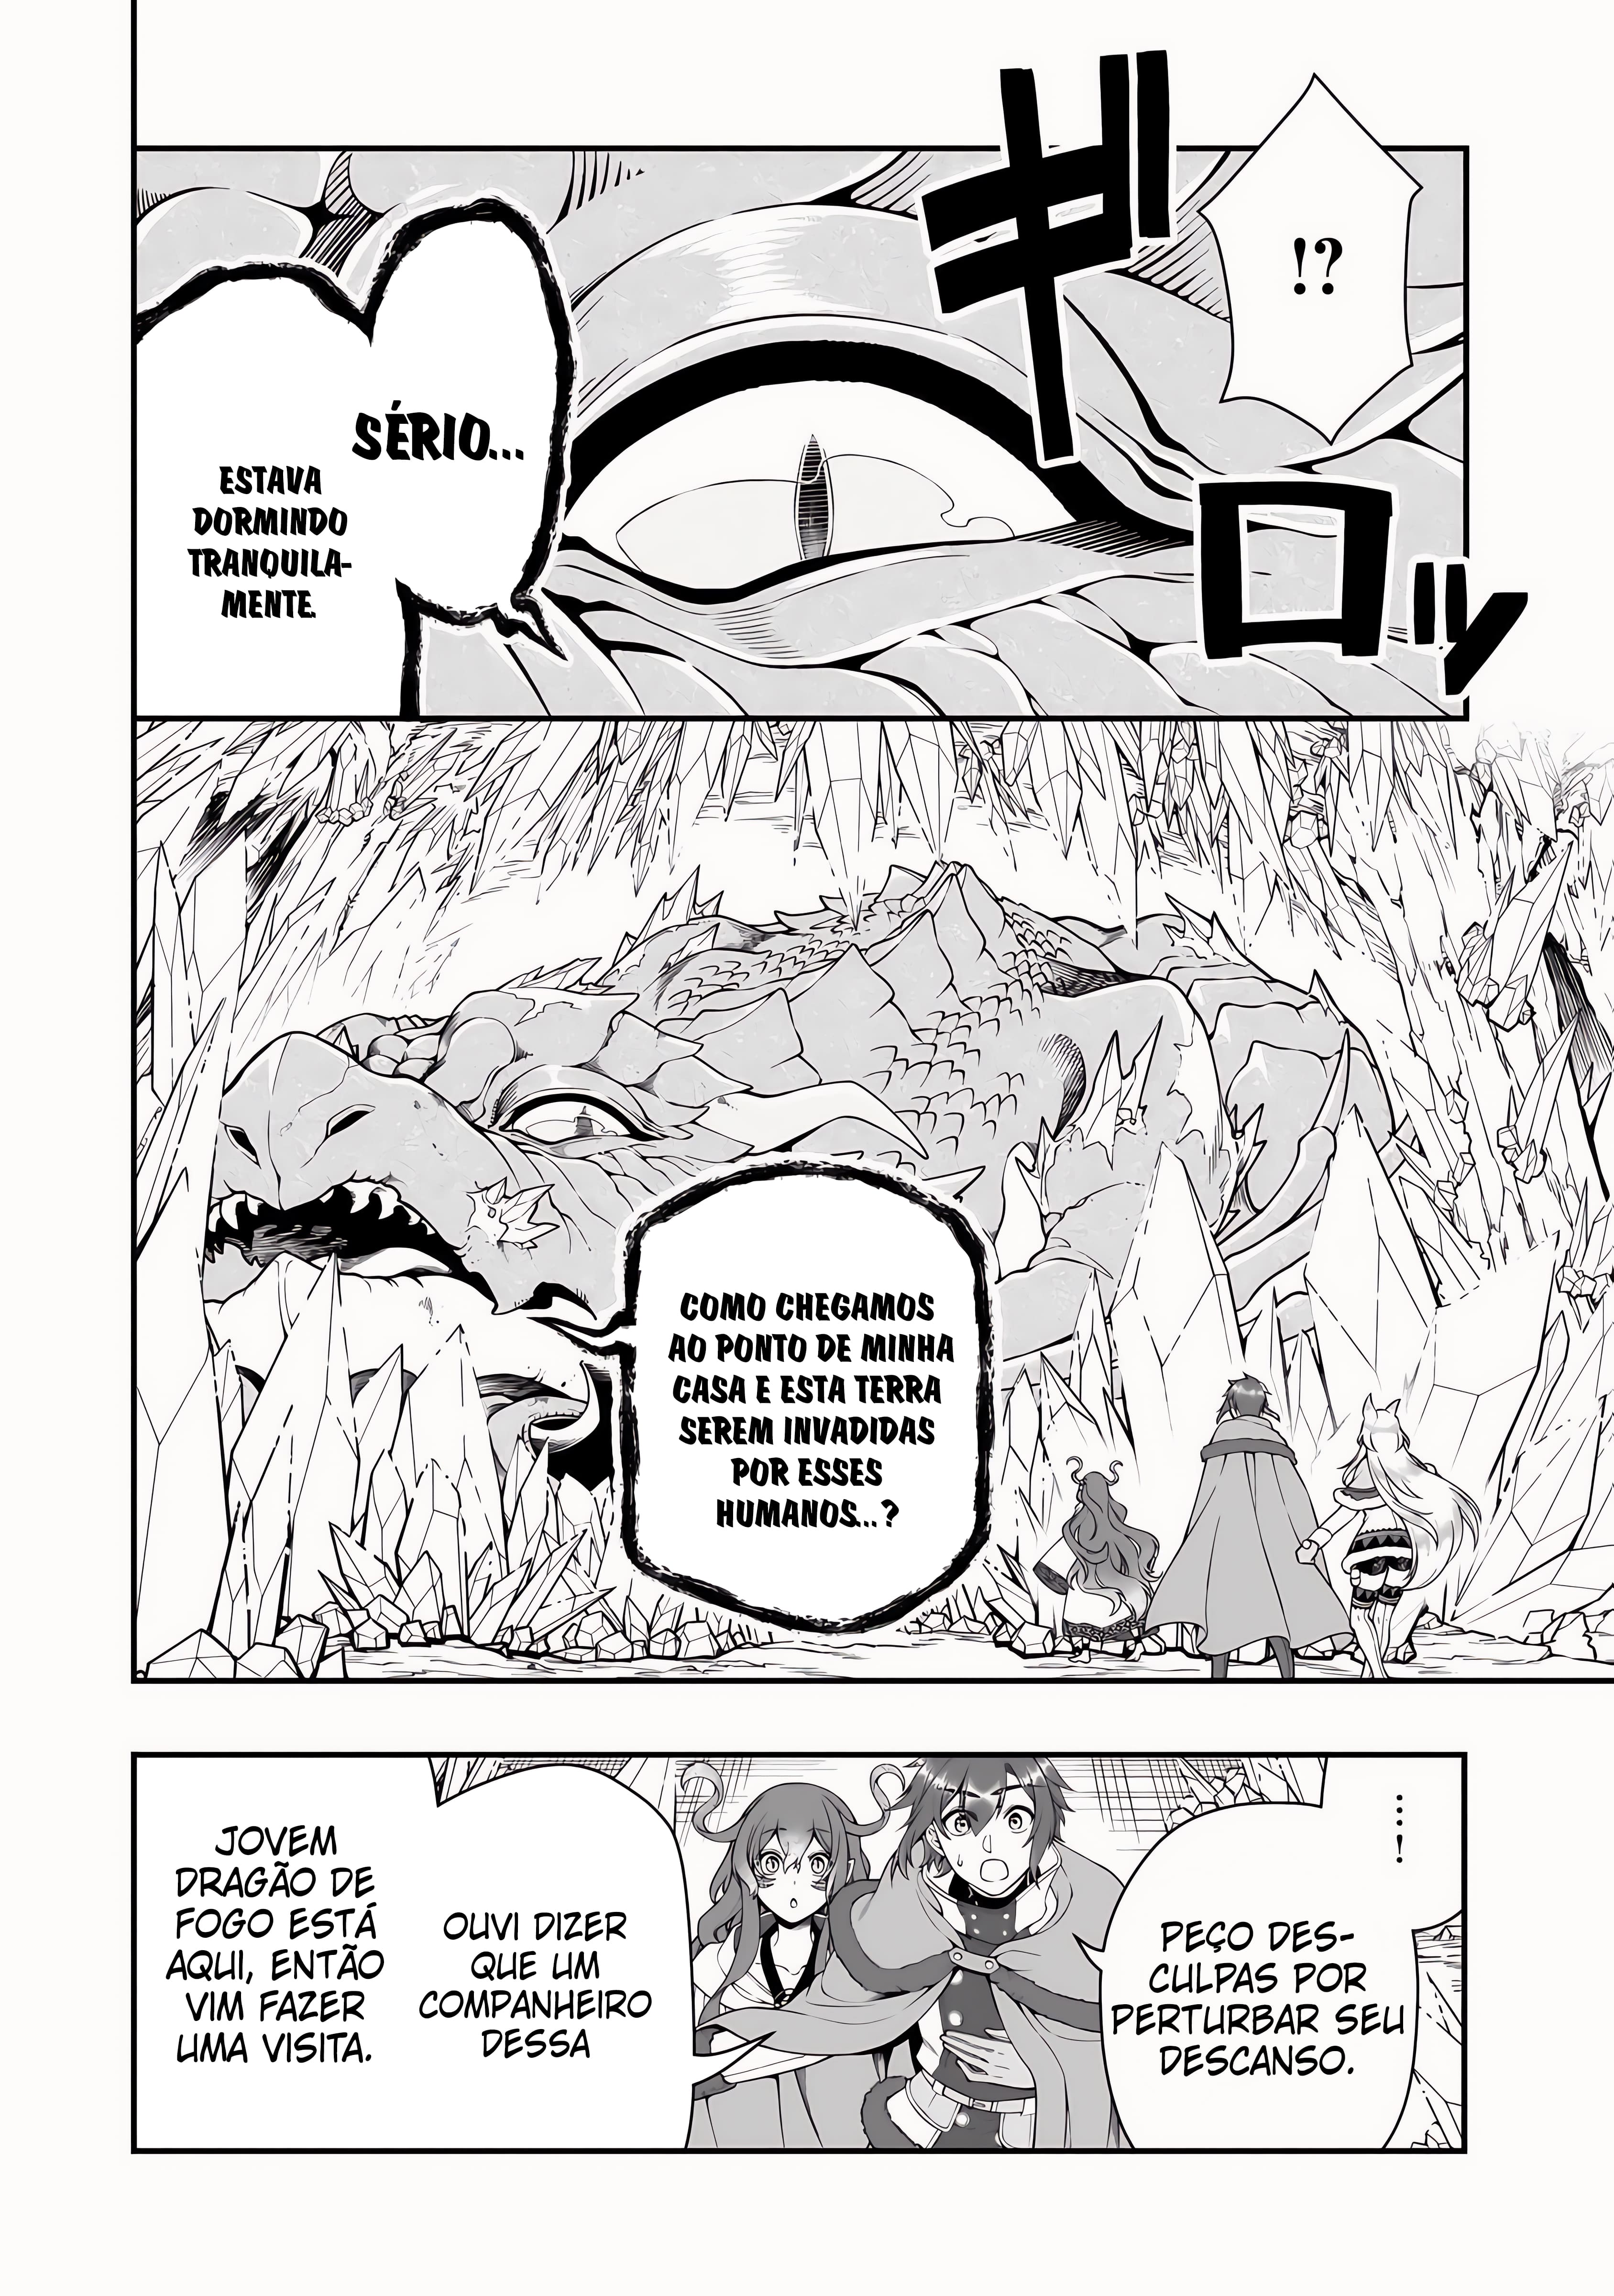 !?
ギロッ
SÉRIO...
ESTAVA
DORMINDO
TRANQUILA-
MENTE.
COMO CHEGAMOS
AO PONTO DE MINHA
CASA E ESTA TERRA
SEREM INVADIDAS
POR ESSES
HUMANOS...?
...!
PEÇO DES-
CULPAS POR
PERTURBAR SEU
DESCANSO.
OUVI DIZER
QUE UM
COMPANHEIRO
DESSA
JOVEM
DRAGÃO DE
FOGO ESTÁ
AQUI, ENTÃO
VIM FAZER
UMA VISITA.